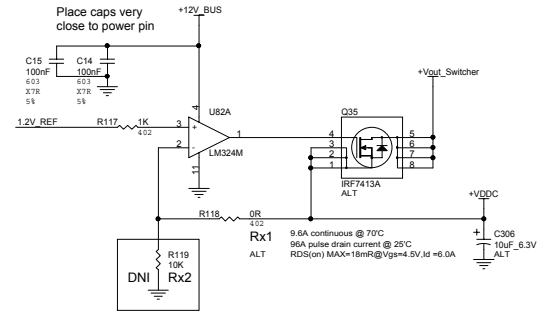 Place caps very
close to power pin
+12V_BUS
C15
100nF
603
X7R
5%
C14
100nF
603
X7R
5%
+Vout_Switcher
U82A
Q35
4
1.2V_REF
R117
1K
402
3
+
2
-
1
LM324M
11
4
3
2
1
5
6
7
8
IRF7413A
ALT
+VDDC
R118
0R
402
Rx1
ALT
9.6A continuous @ 70'C
96A pulse drain current @ 25'C
RDS(on) MAX=18mR@Vgs=4.5V,Id =6.0A
+
C306
10uF_6.3V
ALT
R119
10K
DNI
Rx2